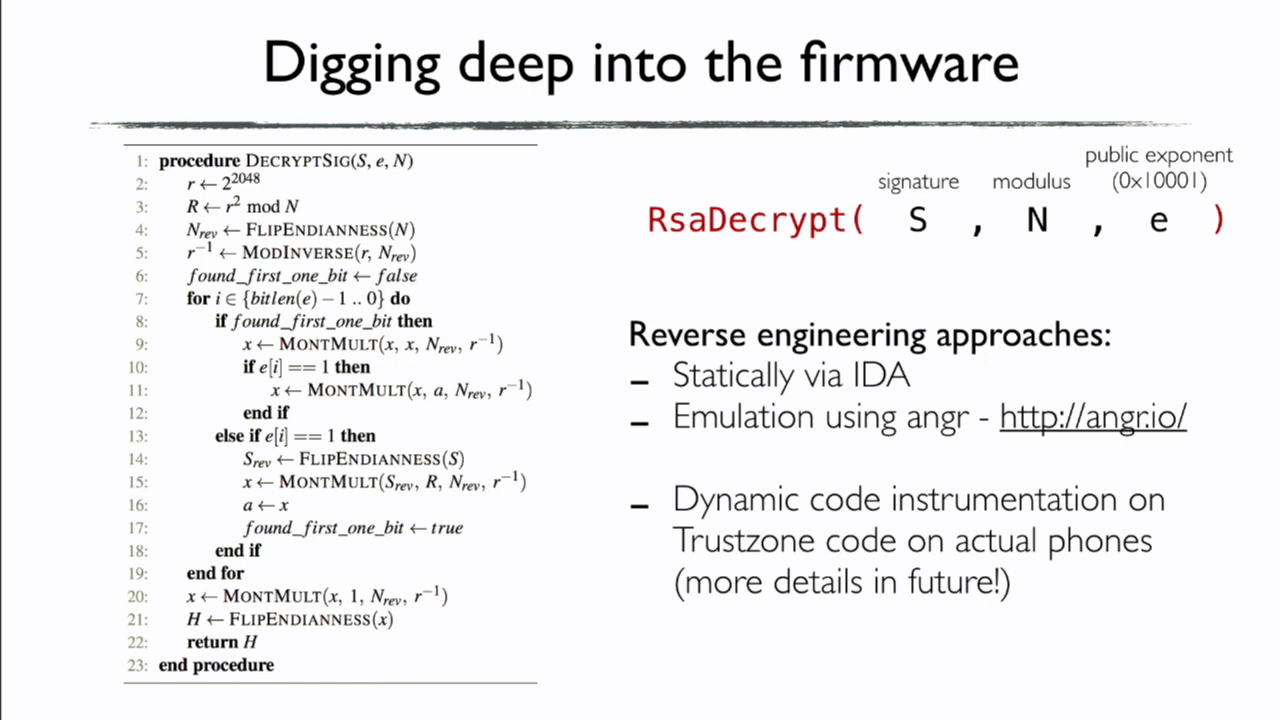 Digging deep into the firmware
1: procedure DECRYPTSIG(S, e, N)
2: r ← 2^2048
3: R ← r^2 mod N
4: N_rev ← FLIPENDIANNESS(N)
5: r^−1 ← MODINVERSE(r, N_rev)
6: found_first_one_bit ← false
7: for i ∈ {bitlen(e) − 1 .. 0} do
8: if found_first_one_bit then
9: x ← MONTMULT(x, x, N_rev, r^−1)
10: if e[i] == 1 then
11: x ← MONTMULT(x, a, N_rev, r^−1)
12: end if
13: else if e[i] == 1 then
14: S_rev ← FLIPENDIANNESS(S)
15: x ← MONTMULT(S_rev, R, N_rev, r^−1)
16: a ← x
17: found_first_one_bit ← true
18: end if
19: end for
20: x ← MONTMULT(x, 1, N_rev, r^−1)
21: H ← FLIPENDIANNESS(x)
22: return H
23: end procedure
public exponent
signature modulus (0x10001)
RsaDecrypt( S , N , e )
Reverse engineering approaches:
– Statically via IDA
– Emulation using angr - http://angr.io/
– Dynamic code instrumentation on
Trustzone code on actual phones
(more details in future!)